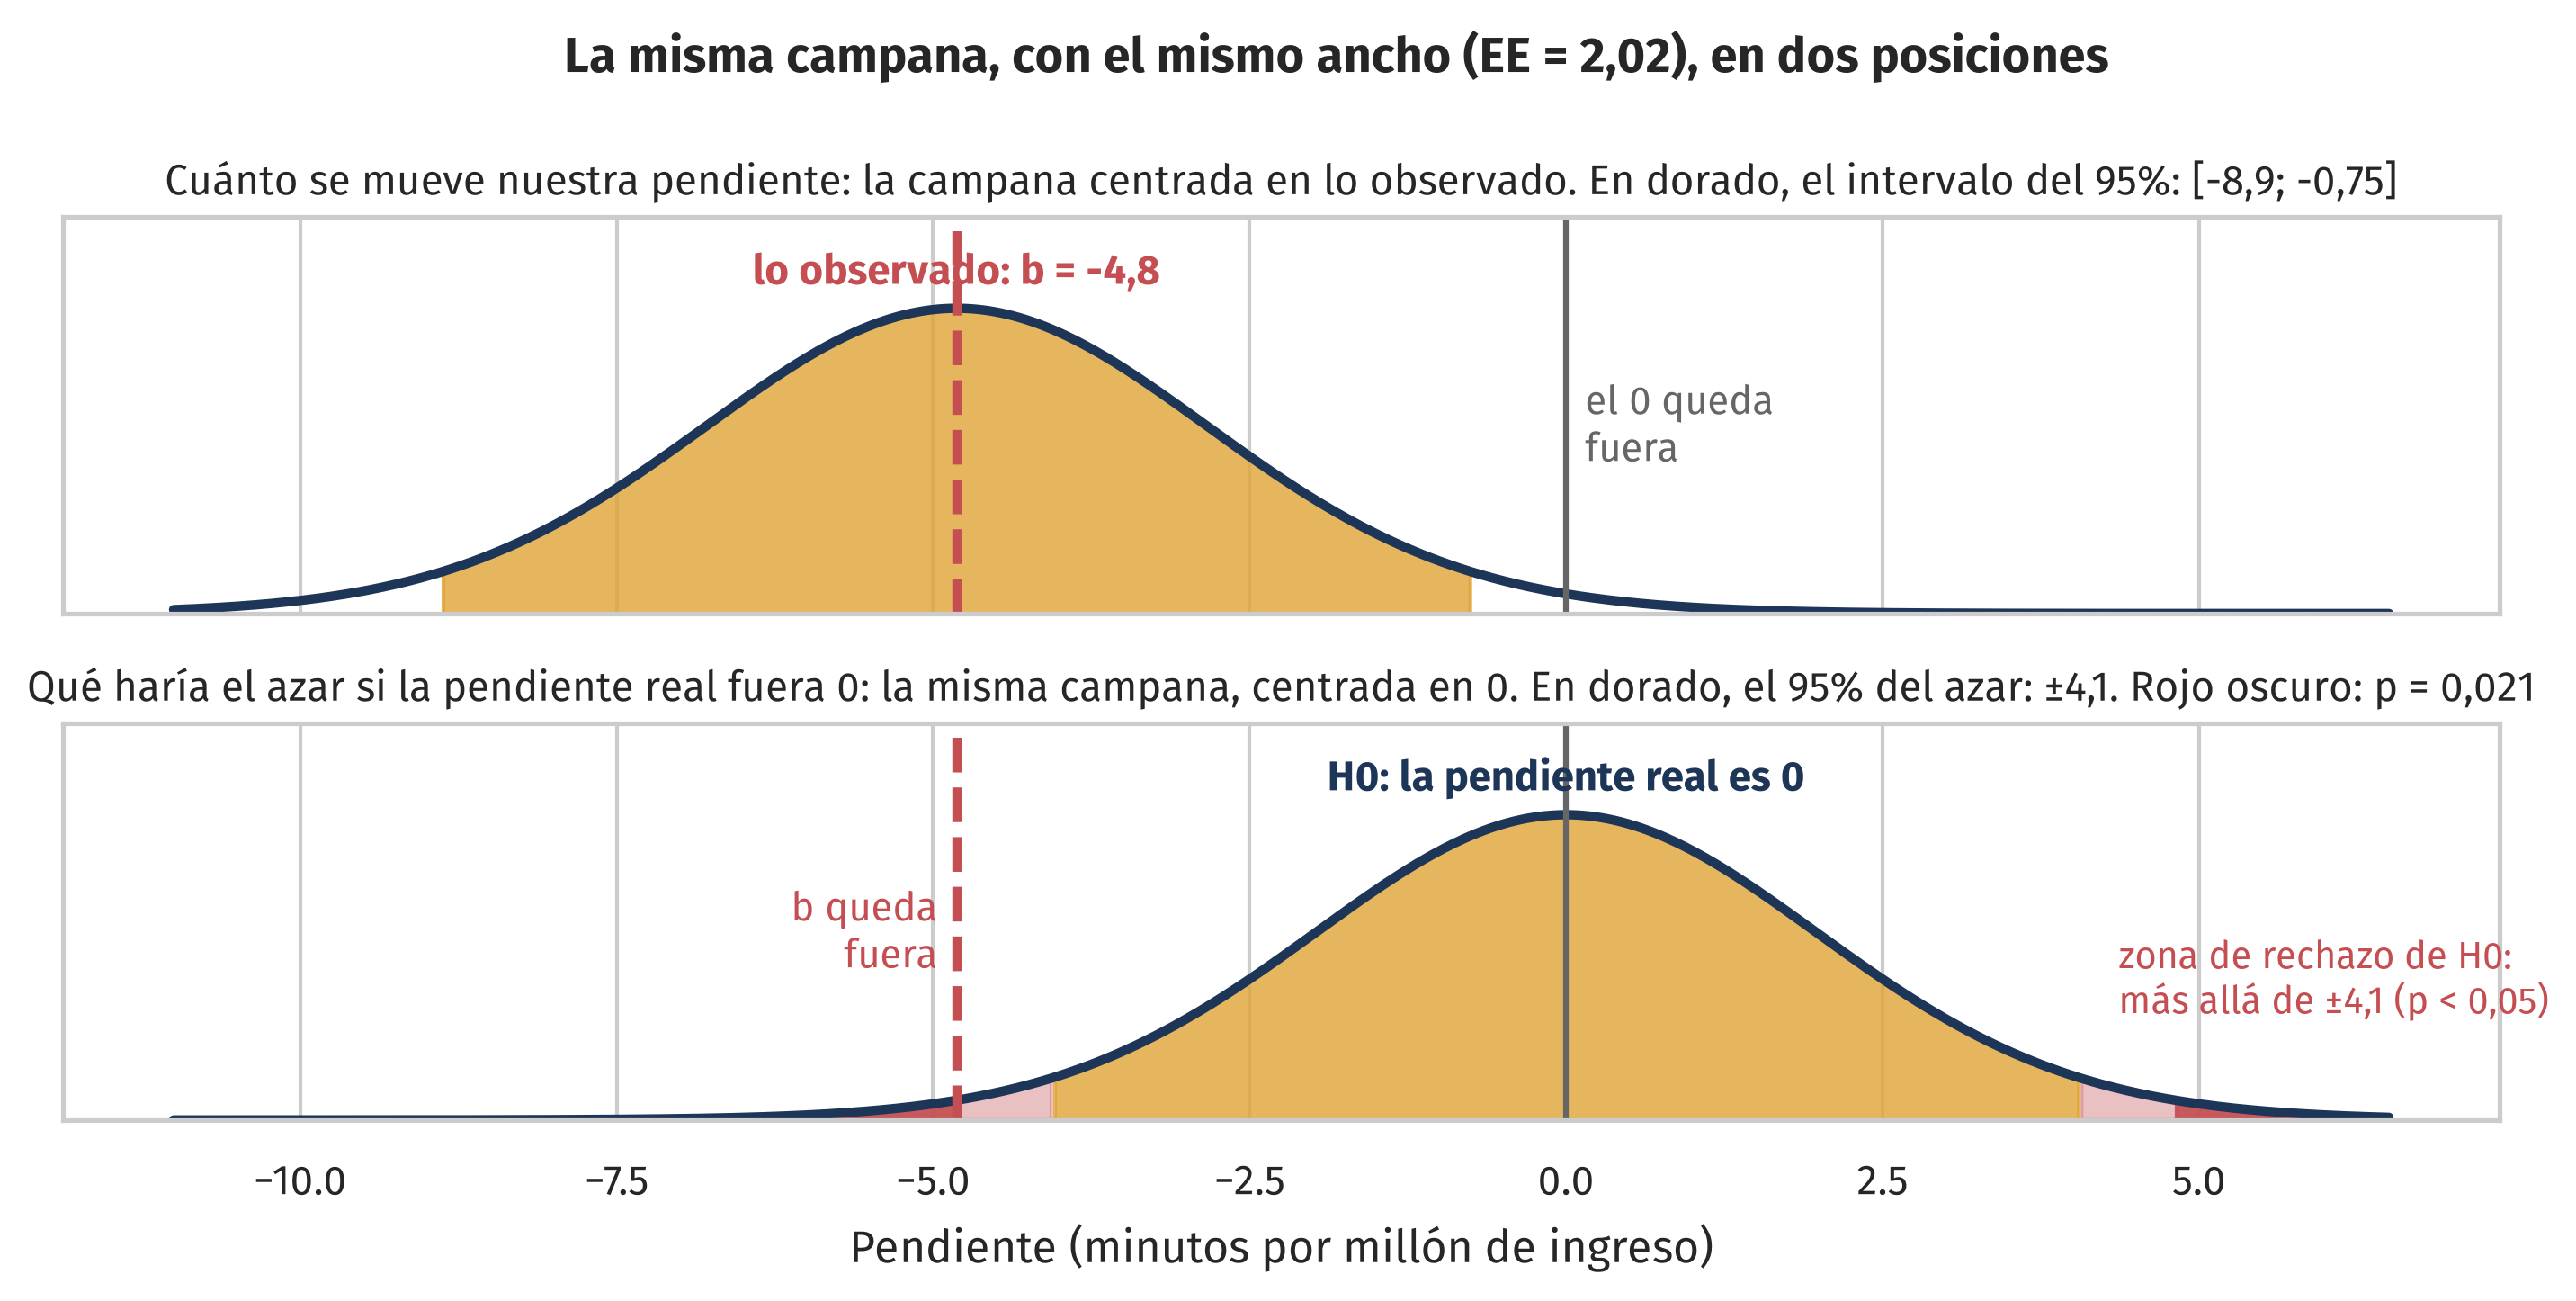 La misma campana, con el mismo ancho (EE = 2,02), en dos posiciones
Cuánto se mueve nuestra pendiente: la campana centrada en lo observado. En dorado, el intervalo del 95%: [-8,9; -0,75]
lo observado: b = -4,8
el 0 queda
fuera
Qué haría el azar si la pendiente real fuera 0: la misma campana, centrada en 0. En dorado, el 95% del azar: ±4,1. Rojo oscuro: p = 0,021
H0: la pendiente real es 0
b queda
fuera
zona de rechazo de H0:
más allá de ±4,1 (p < 0,05)
−10.0 −7.5 −5.0 −2.5 0.0 2.5 5.0
Pendiente (minutos por millón de ingreso)